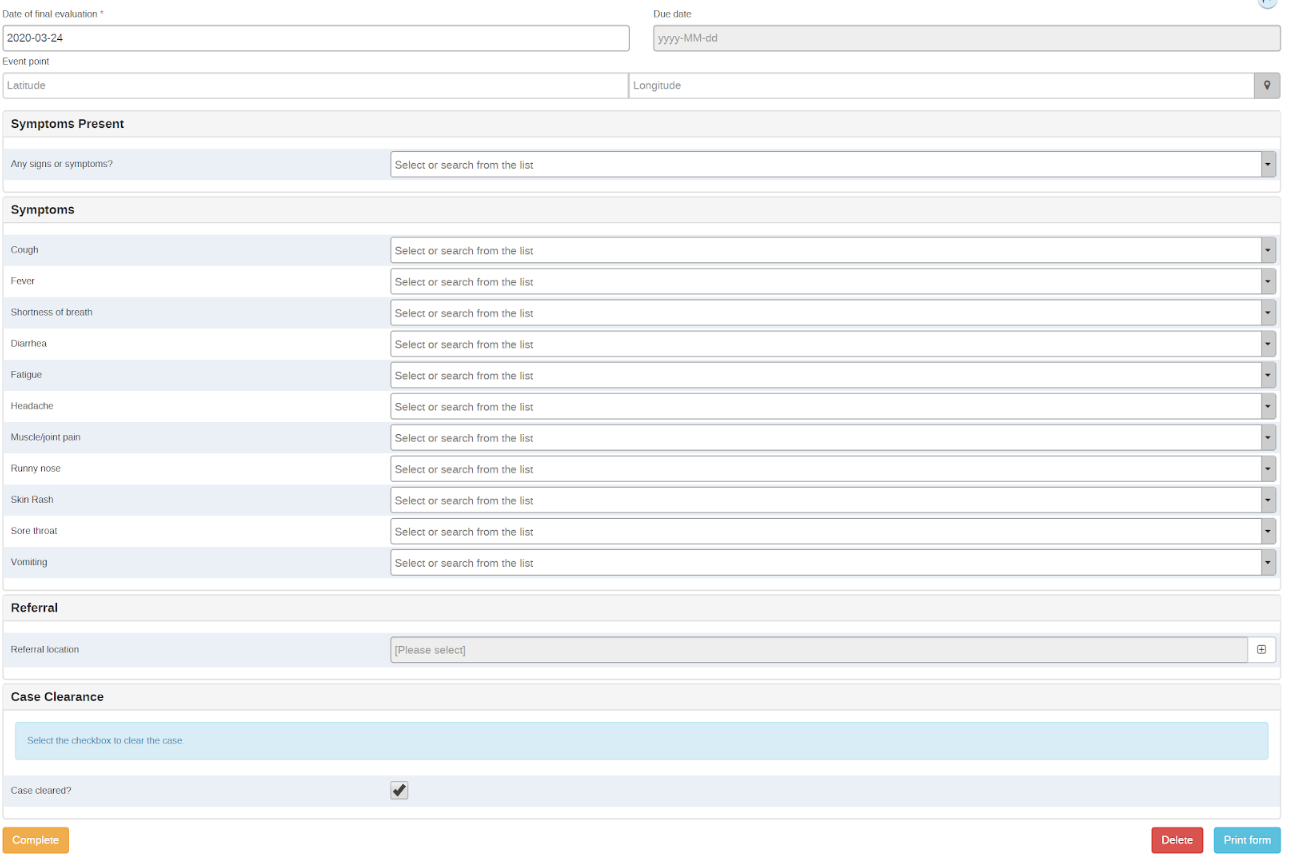 Date of final evaluation *
Due date
2020-03-24
yyyy-MM-dd
Event point
Latitude
Longitude
Symptoms Present
Any signs or symptoms?
Select or search from the list
Symptoms
Cough
Select or search from the list
Fever
Select or search from the list
Shortness of breath
Select or search from the list
Diarrhea
Select or search from the list
Fatigue
Select or search from the list
Headache
Select or search from the list
Muscle/joint pain
Select or search from the list
Runny nose
Select or search from the list
Skin Rash
Select or search from the list
Sore throat
Select or search from the list
Vomiting
Select or search from the list
Referral
Referral location
[Please select]
Case Clearance
Select the checkbox to clear the case.
Case cleared?
Complete
Delete
Print form